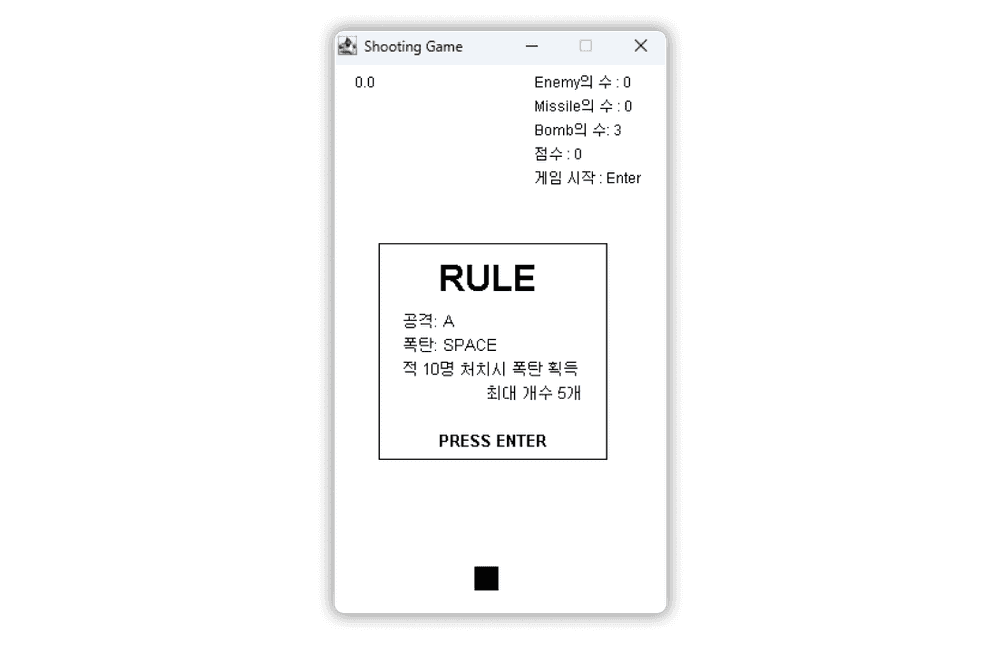 Shooting Game
0.0
Enemy의 수 : 0
Missile의 수 : 0
Bomb의 수: 3
점수 : 0
게임 시작 : Enter
RULE
공격: A
폭탄: SPACE
적 10명 처치시 폭탄 획득
최대 개수 5개
PRESS ENTER